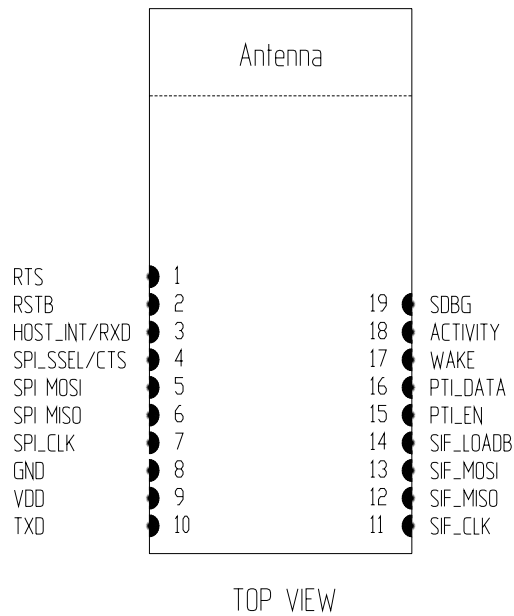 Antenna
RTS 1
RSTB 2 19 SDBG
HOST_INT/RXD 3 18 ACTIVITY
SPI_SSEL/CTS 4 17 WAKE
SPI MOSI 5 16 PTI_DATA
SPI MISO 6 15 PTI_EN
SPI_CLK 7 14 SIF_LOADB
GND 8 13 SIF_MOSI
VDD 9 12 SIF_MISO
TXD 10 11 SIF_CLK
TOP VIEW